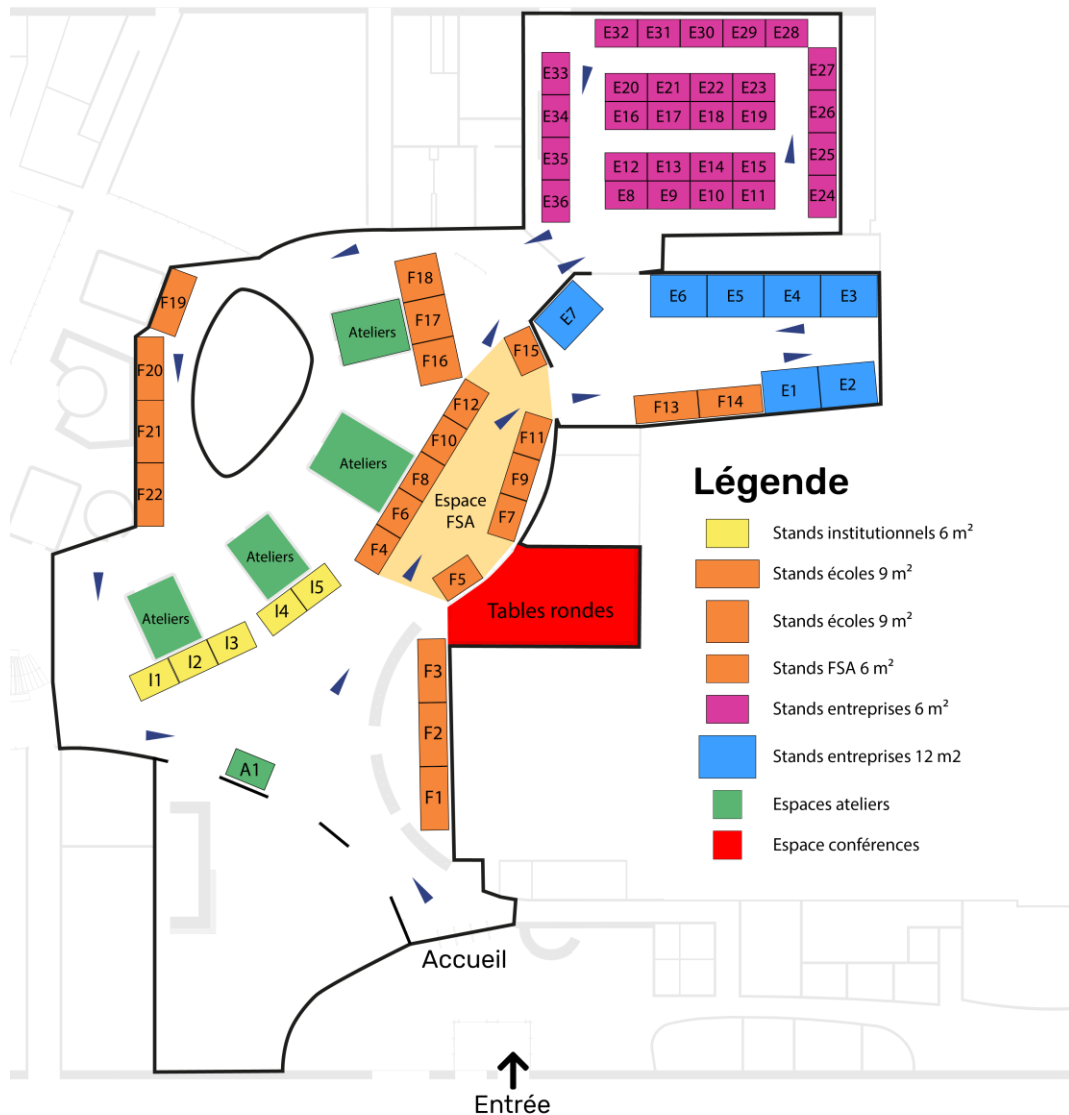 E32 E31 E30 E29 E28
E33
E27
E20 E21 E22 E23
E34
E16 E17 E18 E19
E26
E35
E12 E13 E14 E15
E25
E36
E8 E9 E10 E11
E24
F18
F19
F17
Ateliers
F16
F15
E7
E6 E5 E4 E3
E1 E2
F13 F14
F20
F21
F22
F12
F10
F8
F6
F4
F11
F9
F7
F5
Ateliers
Espace
FSA
Ateliers
Ateliers
I5
I4
I3
I2
I1
Tables rondes
F3
F2
F1
A1
Légende
Stands institutionnels 6 m²
Stands écoles 9 m²
Stands écoles 9 m²
Stands FSA 6 m²
Stands entreprises 6 m²
Stands entreprises 12 m2
Espaces ateliers
Espace conférences
Accueil
Entrée